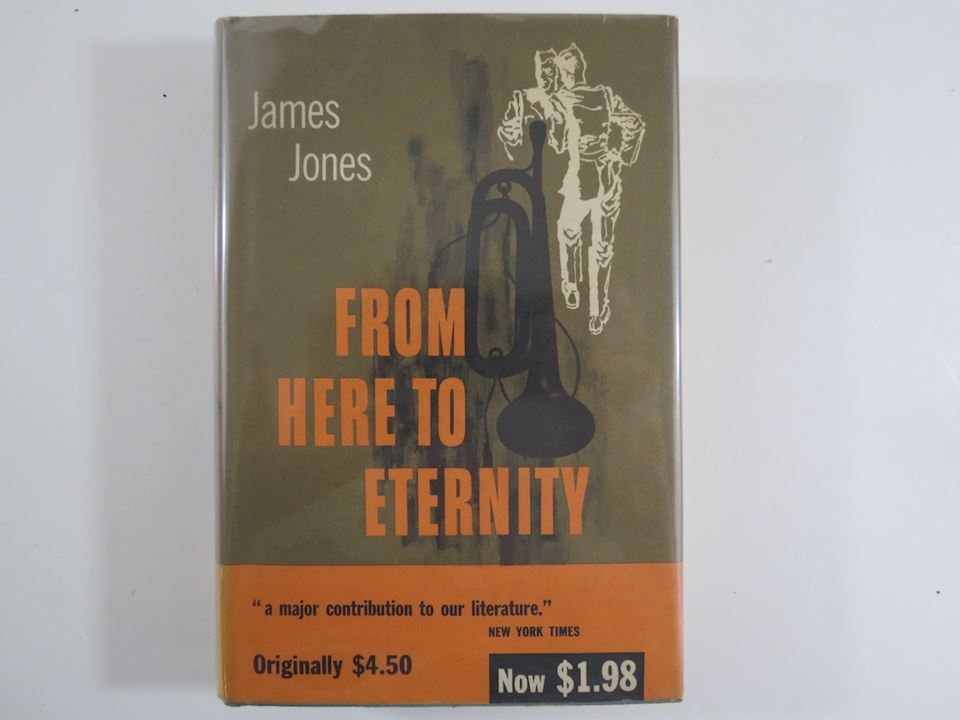 James
Jones
FROM
HERE TO
ETERNITY
“a major contribution to our literature.”
NEW YORK TIMES
Originally $4.50
Now $1.98